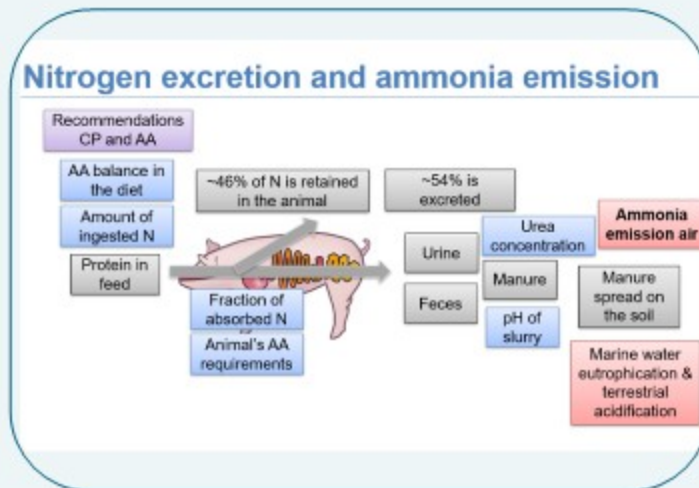 Nitrogen excretion and ammonia emission
Recommendations
CP and AA
AA balance in
the diet
Amount of
ingested N
Protein in
feed
~46% of N is retained
in the animal
~54% is
excreted
Fraction of
absorbed N
Animal's AA
requirements
Urine
Feces
Urea
concentration
Manure
pH of
slurry
Ammonia
emission air
Manure
spread on
the soil
Marine water
eutrophication &
terrestrial
acidification